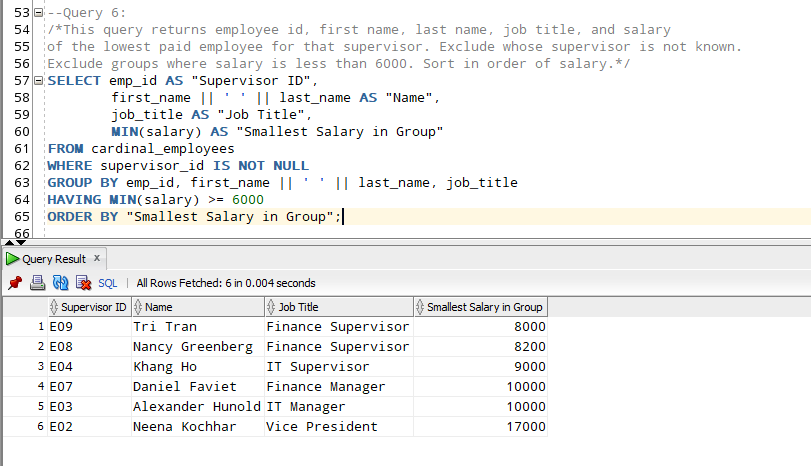 53 --Query 6:
54 /*This query returns employee id, first name, last name, job title, and salary
55 of the lowest paid employee for that supervisor. Exclude whose supervisor is not known.
56 Exclude groups where salary is less than 6000. Sort in order of salary.*/
57 SELECT emp_id AS "Supervisor ID",
58 first_name || ' ' || last_name AS "Name",
59 job_title AS "Job Title",
60 MIN(salary) AS "Smallest Salary in Group"
61 FROM cardinal_employees
62 WHERE supervisor_id IS NOT NULL
63 GROUP BY emp_id, first_name || ' ' || last_name, job_title
64 HAVING MIN(salary) >= 6000
65 ORDER BY "Smallest Salary in Group";
66
Query Result x
SQL | All Rows Fetched: 6 in 0.004 seconds
Supervisor ID Name Job Title Smallest Salary in Group
1 E09 Tri Tran Finance Supervisor 8000
2 E08 Nancy Greenberg Finance Supervisor 8200
3 E04 Khang Ho IT Supervisor 9000
4 E07 Daniel Faviet Finance Manager 10000
5 E03 Alexander Hunold IT Manager 10000
6 E02 Neena Kochhar Vice President 17000